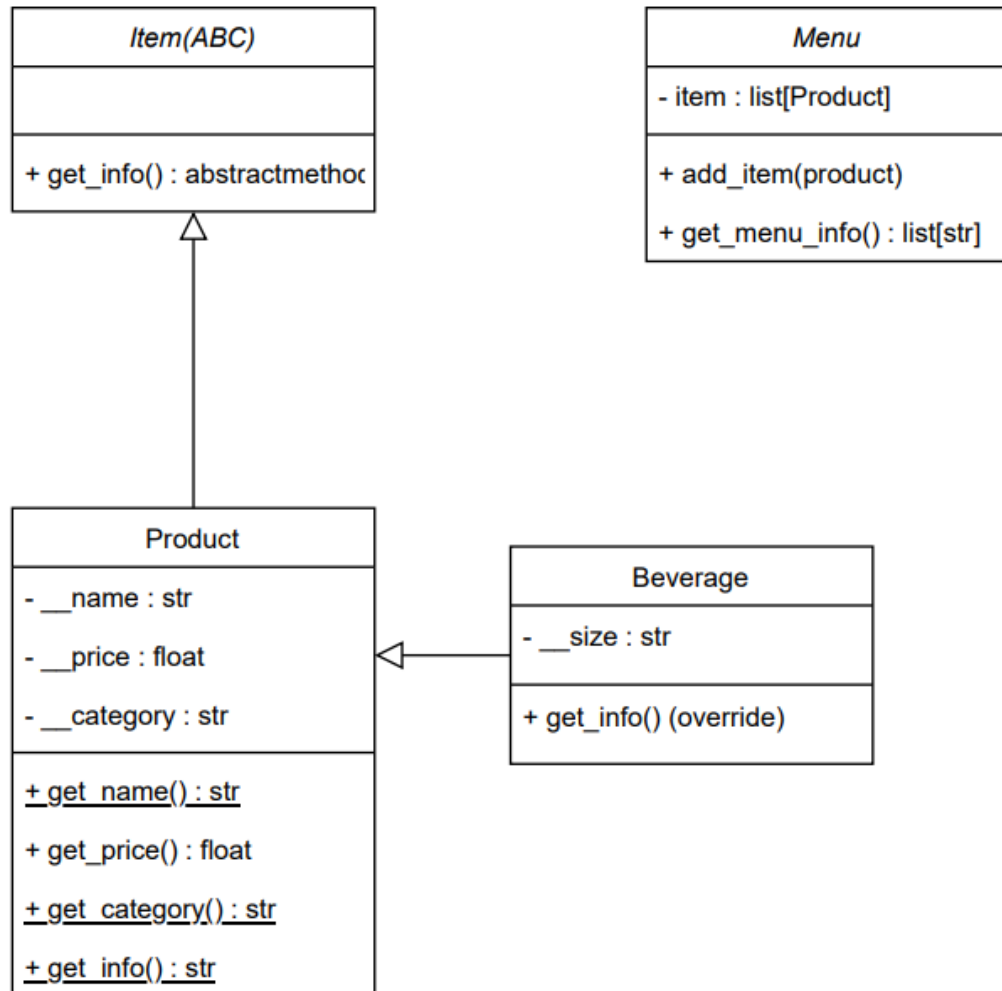 Item(ABC)
+ get_info() : abstractmethoc
Menu
- item : list[Product]
+ add_item(product)
+ get_menu_info() : list[str]
Product
- __name : str
- __price : float
- __category : str
+ get_name() : str
+ get_price() : float
+ get_category() : str
+ get_info() : str
Beverage
- __size : str
+ get_info() (override)